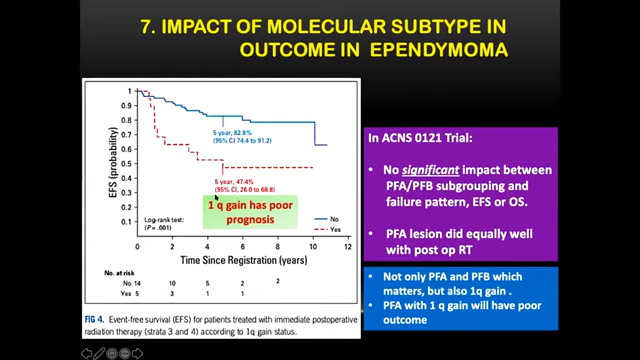 7. IMPACT OF MOLECULAR SUBTYPE IN
OUTCOME IN EPENDYMOMA
1
0.9
0.8
0.7
0.6
0.5
0.4
0.3
0.2
0.1
EFS (probability)
5 year, 82.8%
(95% CI 74.4 to 91.2)
5 year, 47.4%
(95% CI, 26.0 to 68.8)
1 q gain has poor
prognosis
Log-rank test:
(P = .001)
No
Yes
0 2 4 6 8 10 12
Time Since Registration (years)
No. at risk
No 14 10 5 2 2
Yes 5 3 1 1
FIG 4. Event-free survival (EFS) for patients treated with immediate postoperative
radiation therapy (strata 3 and 4) according to 1q gain status.
In ACNS 0121 Trial:
• No significant impact between
PFA/PFB subgrouping and
failure pattern, EFS or OS.
• PFA lesion did equally well
with post op RT
• Not only PFA and PFB which
matters, but also 1q gain .
• PFA with 1 q gain will have poor
outcome